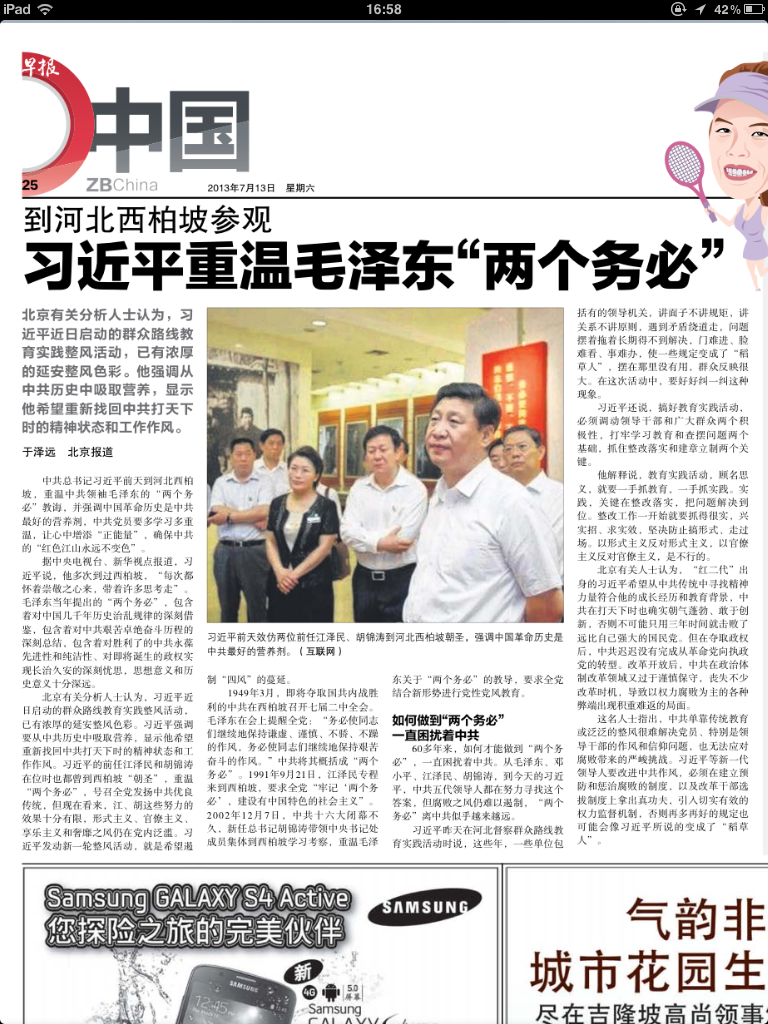 iPad
16:58
42%
早报
中国
25
ZBChina
2013年7月13日 星期六
到河北西柏坡参观
习近平重温毛泽东“两个务必”
北京有关分析人士认为，习
近平近日启动的群众路线教
育实践整风活动，已有浓厚
的延安整风色彩。他强调从
中共历史中吸取营养，显示
他希望重新找回中共打天下
时的精神状态和工作作风。
于泽远 北京报道
中共总书记习近平前天到河北西柏
坡，重温中共领袖毛泽东的“两个务
必”教诲，并强调中国革命历史是中共
最好的营养剂，中共党员要多学习多重
温，让心中增添“正能量”，确保中共
的“红色江山永远不变色”。
据中央电视台、新华视点报道，习
近平说，他多次到过西柏坡，“每次都
怀着崇敬之心来，带着许多思考走”。
毛泽东当年提出的“两个务必”，包含
着对中国几千年历史治乱规律的深刻借
鉴，包含着对中共艰苦卓绝奋斗历程的
深刻总结，包含着对胜利了的中共永葆
先进性和纯洁性、对即将诞生的政权实
现长治久安的深刻忧思，思想意义和历
史意义十分深远。
北京有关分析人士认为，习近平近
日启动的群众路线教育实践整风活动，
已有浓厚的延安整风色彩。习近平强调
要从中共历史中吸取营养，显示他希望
重新找回中共打天下时的精神状态和工
作作风。习近平的前任江泽民和胡锦涛
在位时也都曾到西柏坡“朝圣”，重温
“两个务必”，号召全党发扬中共优良
传统，但现在看来，江、胡这些努力的
效果十分有限，形式主义、官僚主义、
享乐主义和奢靡之风仍在党内泛滥。习
近平发动新一轮整风活动，就是希望遏
习近平前天效仿两位前任江泽民、胡锦涛到河北西柏坡朝圣，强调中国革命历史是
中共最好的营养剂。（互联网）
制“四风”的蔓延。
1949年3月，即将夺取国共内战胜
利的中共在西柏坡召开七届二中全会。
毛泽东在会上提醒全党：“务必使同志
们继续地保持谦虚、谨慎、不骄、不躁
的作风，务必使同志们继续地保持艰苦
奋斗的作风。”中共将其概括成“两个
务必”。1991年9月21日，江泽民专程
来到西柏坡，要求全党“牢记‘两个务
必’，建设有中国特色的社会主义”。
2002年12月7日，中共十六大闭幕不
久，新任总书记胡锦涛带领中央书记处
成员集体到西柏坡学习考察，重温毛泽
东关于“两个务必”的教导，要求全党
结合新形势进行党性党风教育。
如何做到“两个务必”
一直困扰着中共
60多年来，如何才能做到“两个务
必”，一直困扰着中共。从毛泽东、邓
小平，江泽民、胡锦涛，到今天的习近
平，中共五代领导人都在努力寻找这个
答案，但腐败之风仍难以遏制，“两个
务必”离中共似乎越来越远。
习近平昨天在河北督察群众路线教
育实践活动时说，这些年，一些单位包
括有的领导机关，讲面子不讲规矩，讲
关系不讲原则，遇到矛盾绕道走，问题
摆着拖着长期得不到解决，门难进、脸
难看、事难办，使一些规定变成了“稻
草人”，摆在那里没有用，群众反映很
大。在这次活动中，要好好纠一纠这种
现象。
习近平还说，搞好教育实践活动，
必须调动领导干部和广大群众两个积
极性，打牢学习教育和查摆问题两个
基础，抓住整改落实和建章立制两个关
键。
他解释说，教育实践活动，顾名思
义，就要一手抓教育，一手抓实践。实
践，关键在整改落实，把问题解决到
位。整改工作一开始就要抓得很实，兴
实招、求实效，坚决防止搞形式、走过
场。以形式主义反对形式主义，以官僚
主义反对官僚主义，是不行的。
北京有关人士认为，“红二代”出
身的习近平希望从中共传统中寻找精神
力量符合他的成长经历和教育背景，中
共在打天下时也确实朝气蓬勃、敢于创
新，否则不可能只用三年时间就击败了
远比自己强大的国民党。但在夺取政权
后，中共迟迟没有完成从革命党向执政
党的转型。改革开放后，中共在政治体
制改革领域又过于谨慎保守，丧失不少
改革时机，导致以权力腐败为主的各种
弊端出现积重难返的局面。
这名人士指出，中共单靠传统教育
或泛泛的整风很难解决党员、特别是领
导干部的作风和信仰问题，也无法应对
腐败带来的严峻挑战。习近平等新一代
领导人要改进中共作风，必须在建立预
防和惩治腐败的制度，以及改革干部选
拔制度上拿出真功夫，引入切实有效的
权力监督机制，否则再多再好的规定也
可能会像习近平所说的变成了“稻草
人”。
Samsung GALAXY S4 Active
您探险之旅的完美伙伴
SAMSUNG
SAMSUNG
12:45
新
4G
5.0
屏幕
Samsung
气韵非
城市花园生
尽在吉隆坡高尚领事